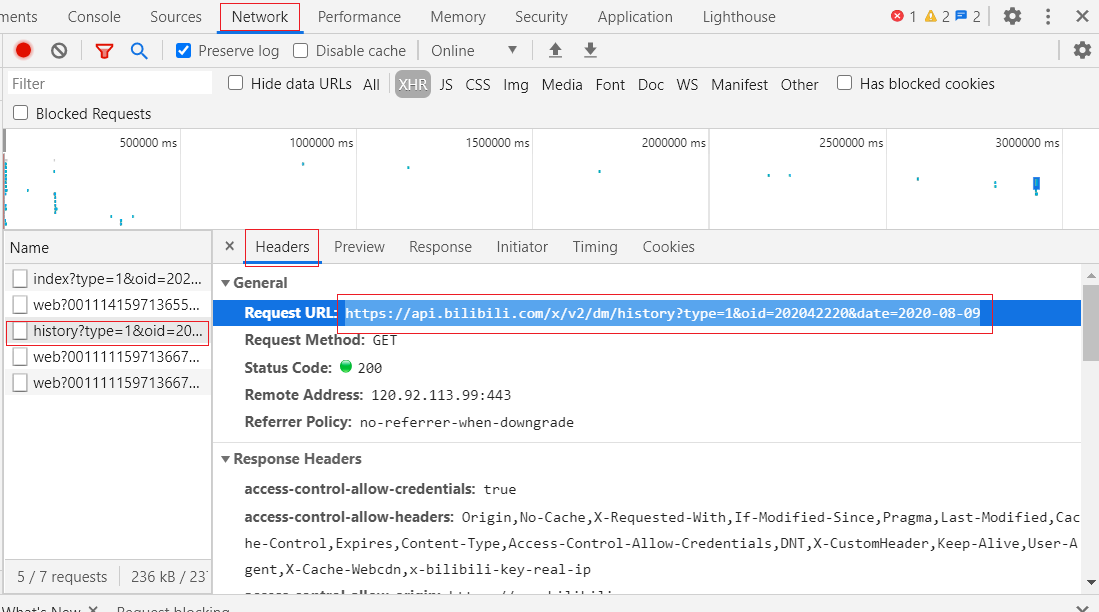 ments Console Sources Network Performance Memory Security Application Lighthouse 1 2 2
Preserve log Disable cache Online
Filter Hide data URLs All XHR JS CSS Img Media Font Doc WS Manifest Other Has blocked cookies
Blocked Requests
500000 ms 1000000 ms 1500000 ms 2000000 ms 2500000 ms 3000000 ms
Name
× Headers Preview Response Initiator Timing Cookies
index?type=1&oid=202...
web?001114159713655...
history?type=1&oid=20...
web?001111159713667...
web?001111159713667...
General
Request URL: https://api.bilibili.com/x/v2/dm/history?type=1&oid=202042220&date=2020-08-09
Request Method: GET
Status Code: 200
Remote Address: 120.92.113.99:443
Referrer Policy: no-referrer-when-downgrade
Response Headers
access-control-allow-credentials: true
access-control-allow-headers: Origin,No-Cache,X-Requested-With,If-Modified-Since,Pragma,Last-Modified,Cac
he-Control,Expires,Content-Type,Access-Control-Allow-Credentials,DNT,X-CustomHeader,Keep-Alive,User-A
gent,X-Cache-Webcdn,x-bilibili-key-real-ip
5 / 7 requests 236 kB / 23
What's New × Request blocking